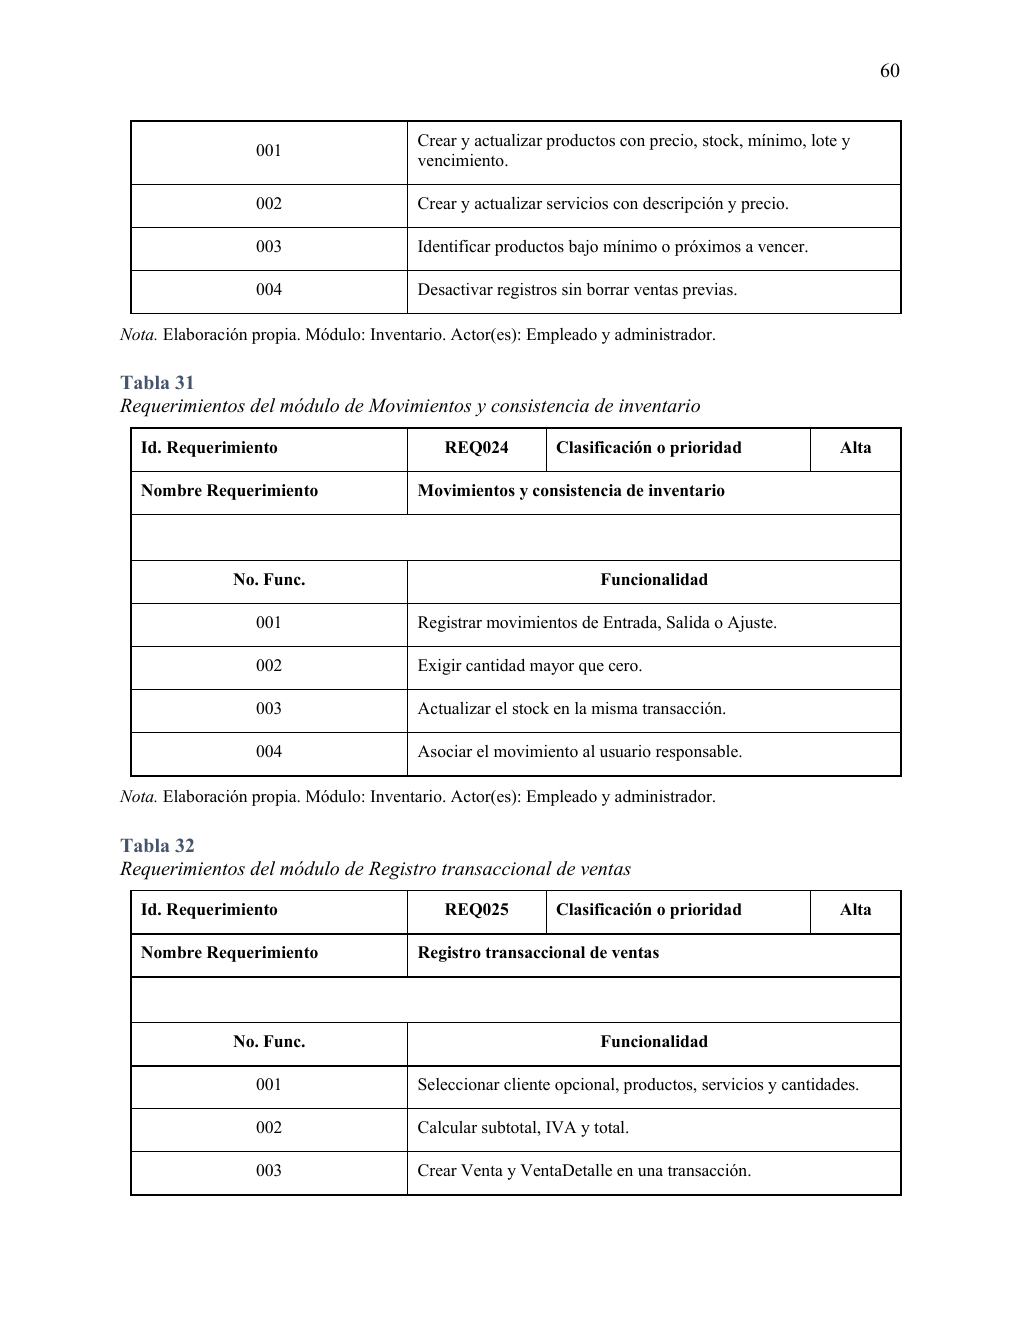 60
001
Crear y actualizar productos con precio, stock, mínimo, lote y
vencimiento.
002
Crear y actualizar servicios con descripción y precio.
003
Identificar productos bajo mínimo o próximos a vencer.
004
Desactivar registros sin borrar ventas previas.
Nota. Elaboración propia. Módulo: Inventario. Actor(es): Empleado y administrador.
Tabla 31
Requerimientos del módulo de Movimientos y consistencia de inventario
Id. Requerimiento
REQ024
Clasificación o prioridad
Alta
Nombre Requerimiento
Movimientos y consistencia de inventario
No. Func.
Funcionalidad
001
Registrar movimientos de Entrada, Salida o Ajuste.
002
Exigir cantidad mayor que cero.
003
Actualizar el stock en la misma transacción.
004
Asociar el movimiento al usuario responsable.
Nota. Elaboración propia. Módulo: Inventario. Actor(es): Empleado y administrador.
Tabla 32
Requerimientos del módulo de Registro transaccional de ventas
Id. Requerimiento
REQ025
Clasificación o prioridad
Alta
Nombre Requerimiento
Registro transaccional de ventas
No. Func.
Funcionalidad
001
Seleccionar cliente opcional, productos, servicios y cantidades.
002
Calcular subtotal, IVA y total.
003
Crear Venta y VentaDetalle en una transacción.